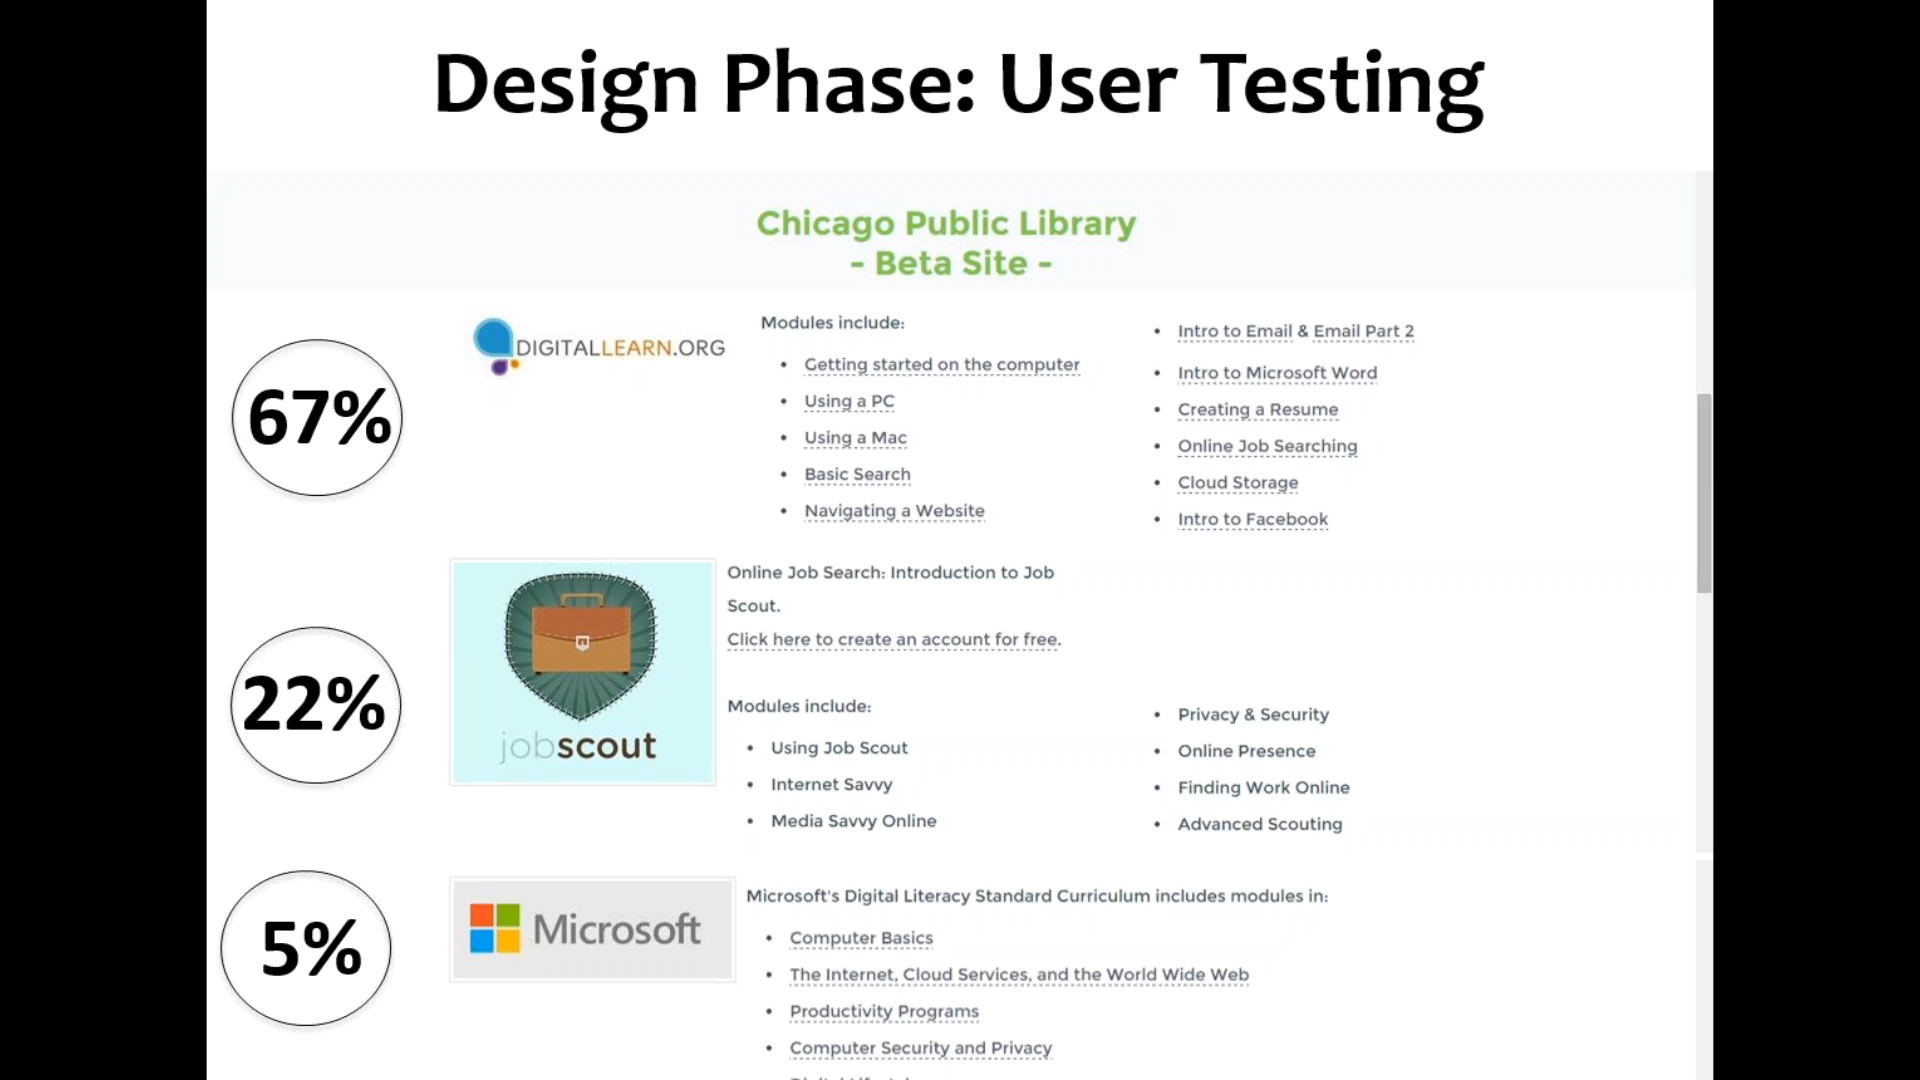 Design Phase: User Testing
Chicago Public Library
- Beta Site -
67%
DIGITALLEARN.ORG
Modules include:
• Getting started on the computer
• Using a PC
• Using a Mac
• Basic Search
• Navigating a Website
• Intro to Email & Email Part 2
• Intro to Microsoft Word
• Creating a Resume
• Online Job Searching
• Cloud Storage
• Intro to Facebook
22%
jobscout
Online Job Search: Introduction to Job
Scout.
Click here to create an account for free.
Modules include:
• Using Job Scout
• Internet Savvy
• Media Savvy Online
• Privacy & Security
• Online Presence
• Finding Work Online
• Advanced Scouting
5%
Microsoft
Microsoft's Digital Literacy Standard Curriculum includes modules in:
• Computer Basics
• The Internet, Cloud Services, and the World Wide Web
• Productivity Programs
• Computer Security and Privacy